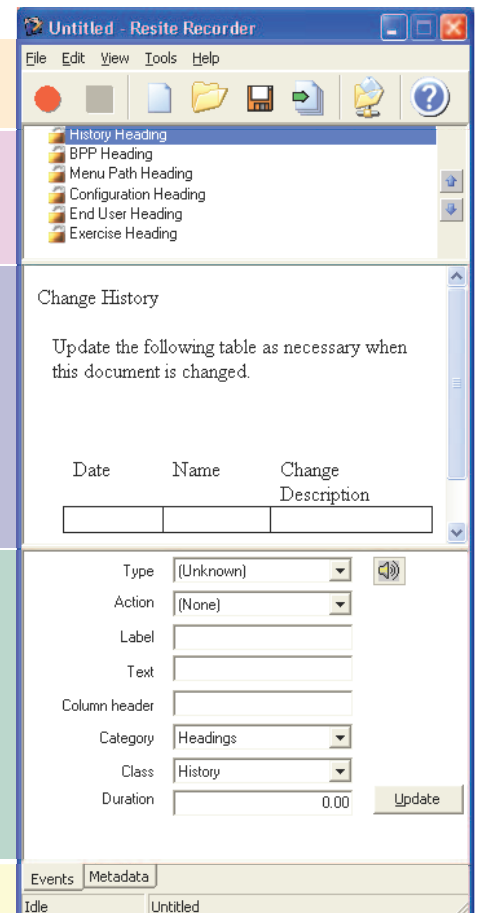 Untitled - Resite Recorder
File Edit View Tools Help
History Heading
BPP Heading
Menu Path Heading
Configuration Heading
End User Heading
Exercise Heading
Change History
Update the following table as necessary when
this document is changed.
Date Name Change
Description
Type (Unknown)
Action (None)
Label
Text
Column header
Category Headings
Class History
Duration 0.00 Update
Events Metadata
Idle Untitled